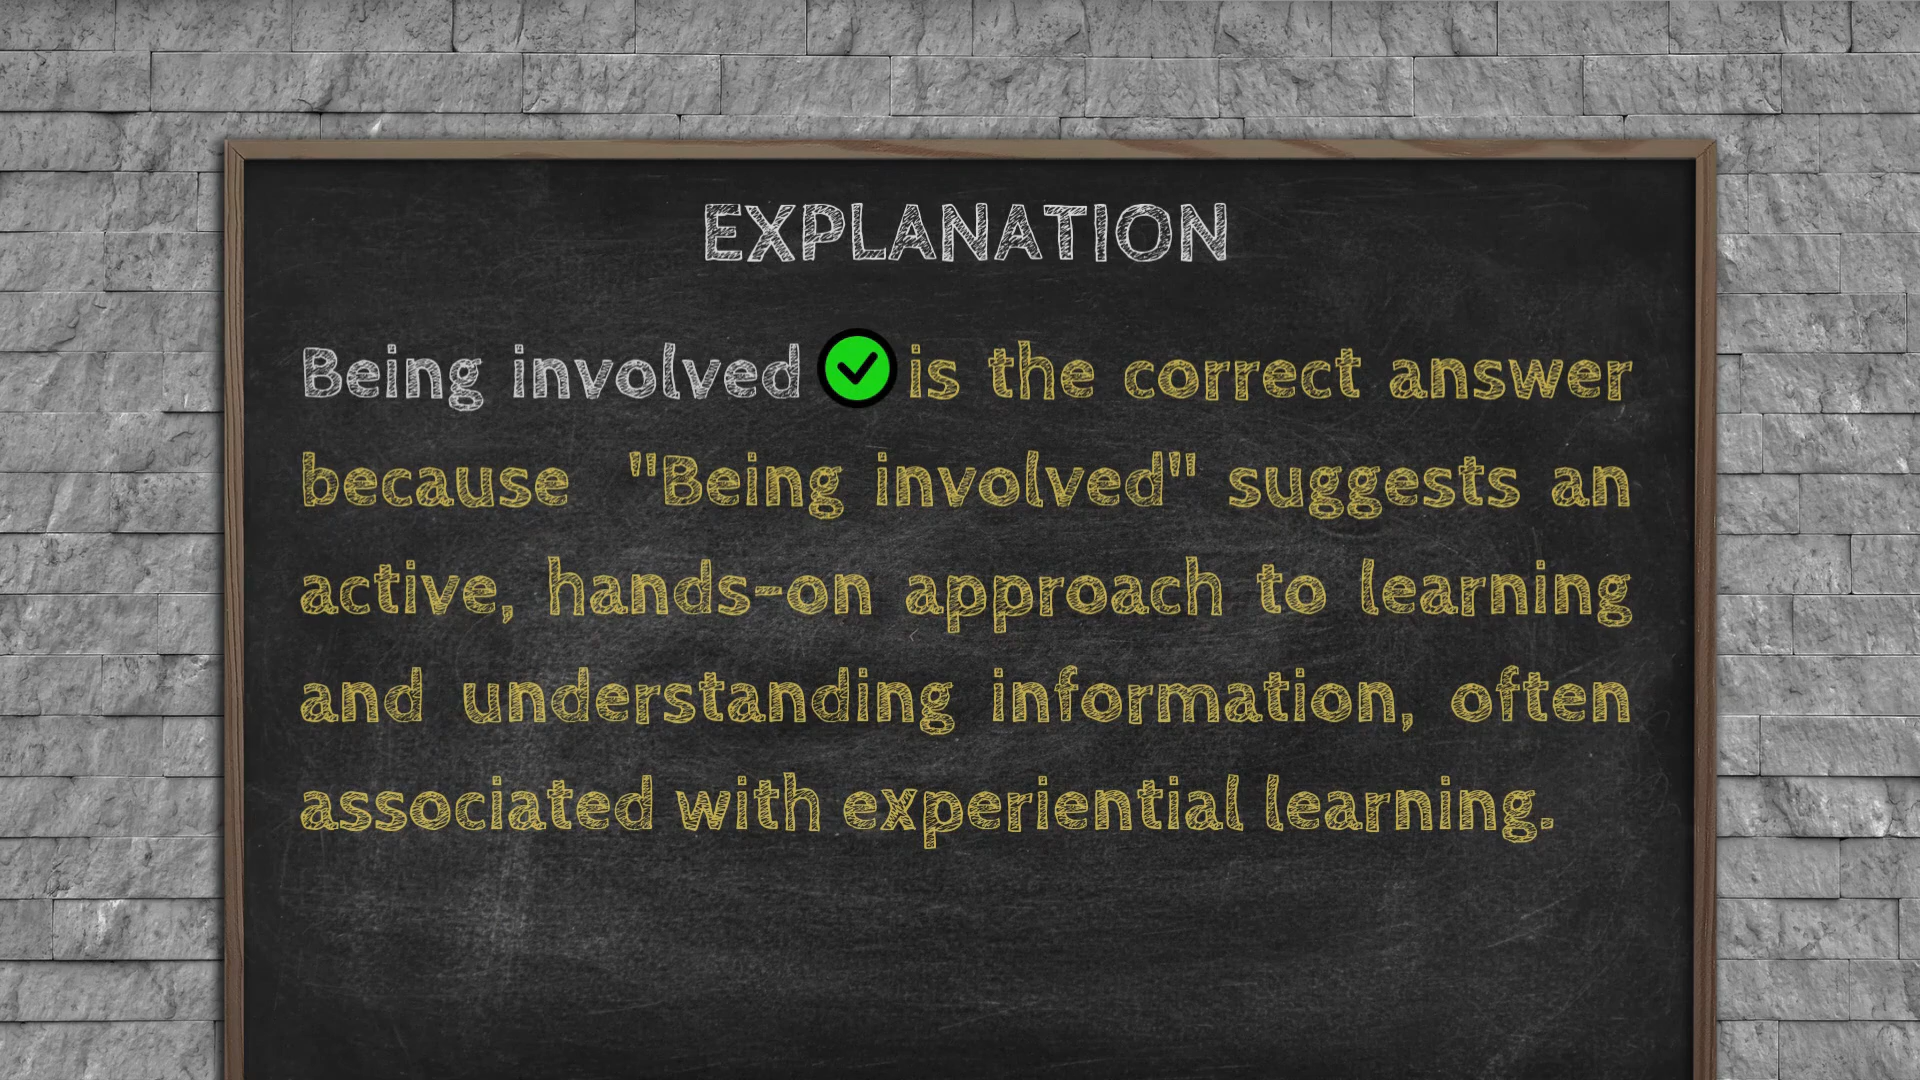 EXPLANATION
Being involved is the correct answer
because "Being involved" suggests an
active, hands-on approach to learning
and understanding information, often
associated with experiential learning.